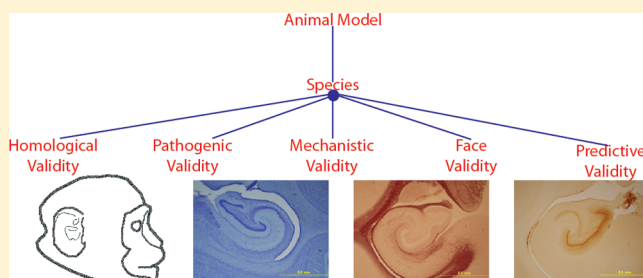 Animal Model
Species
Homological
Validity
Pathogenic
Validity
Mechanistic
Validity
Face
Validity
Predictive
Validity